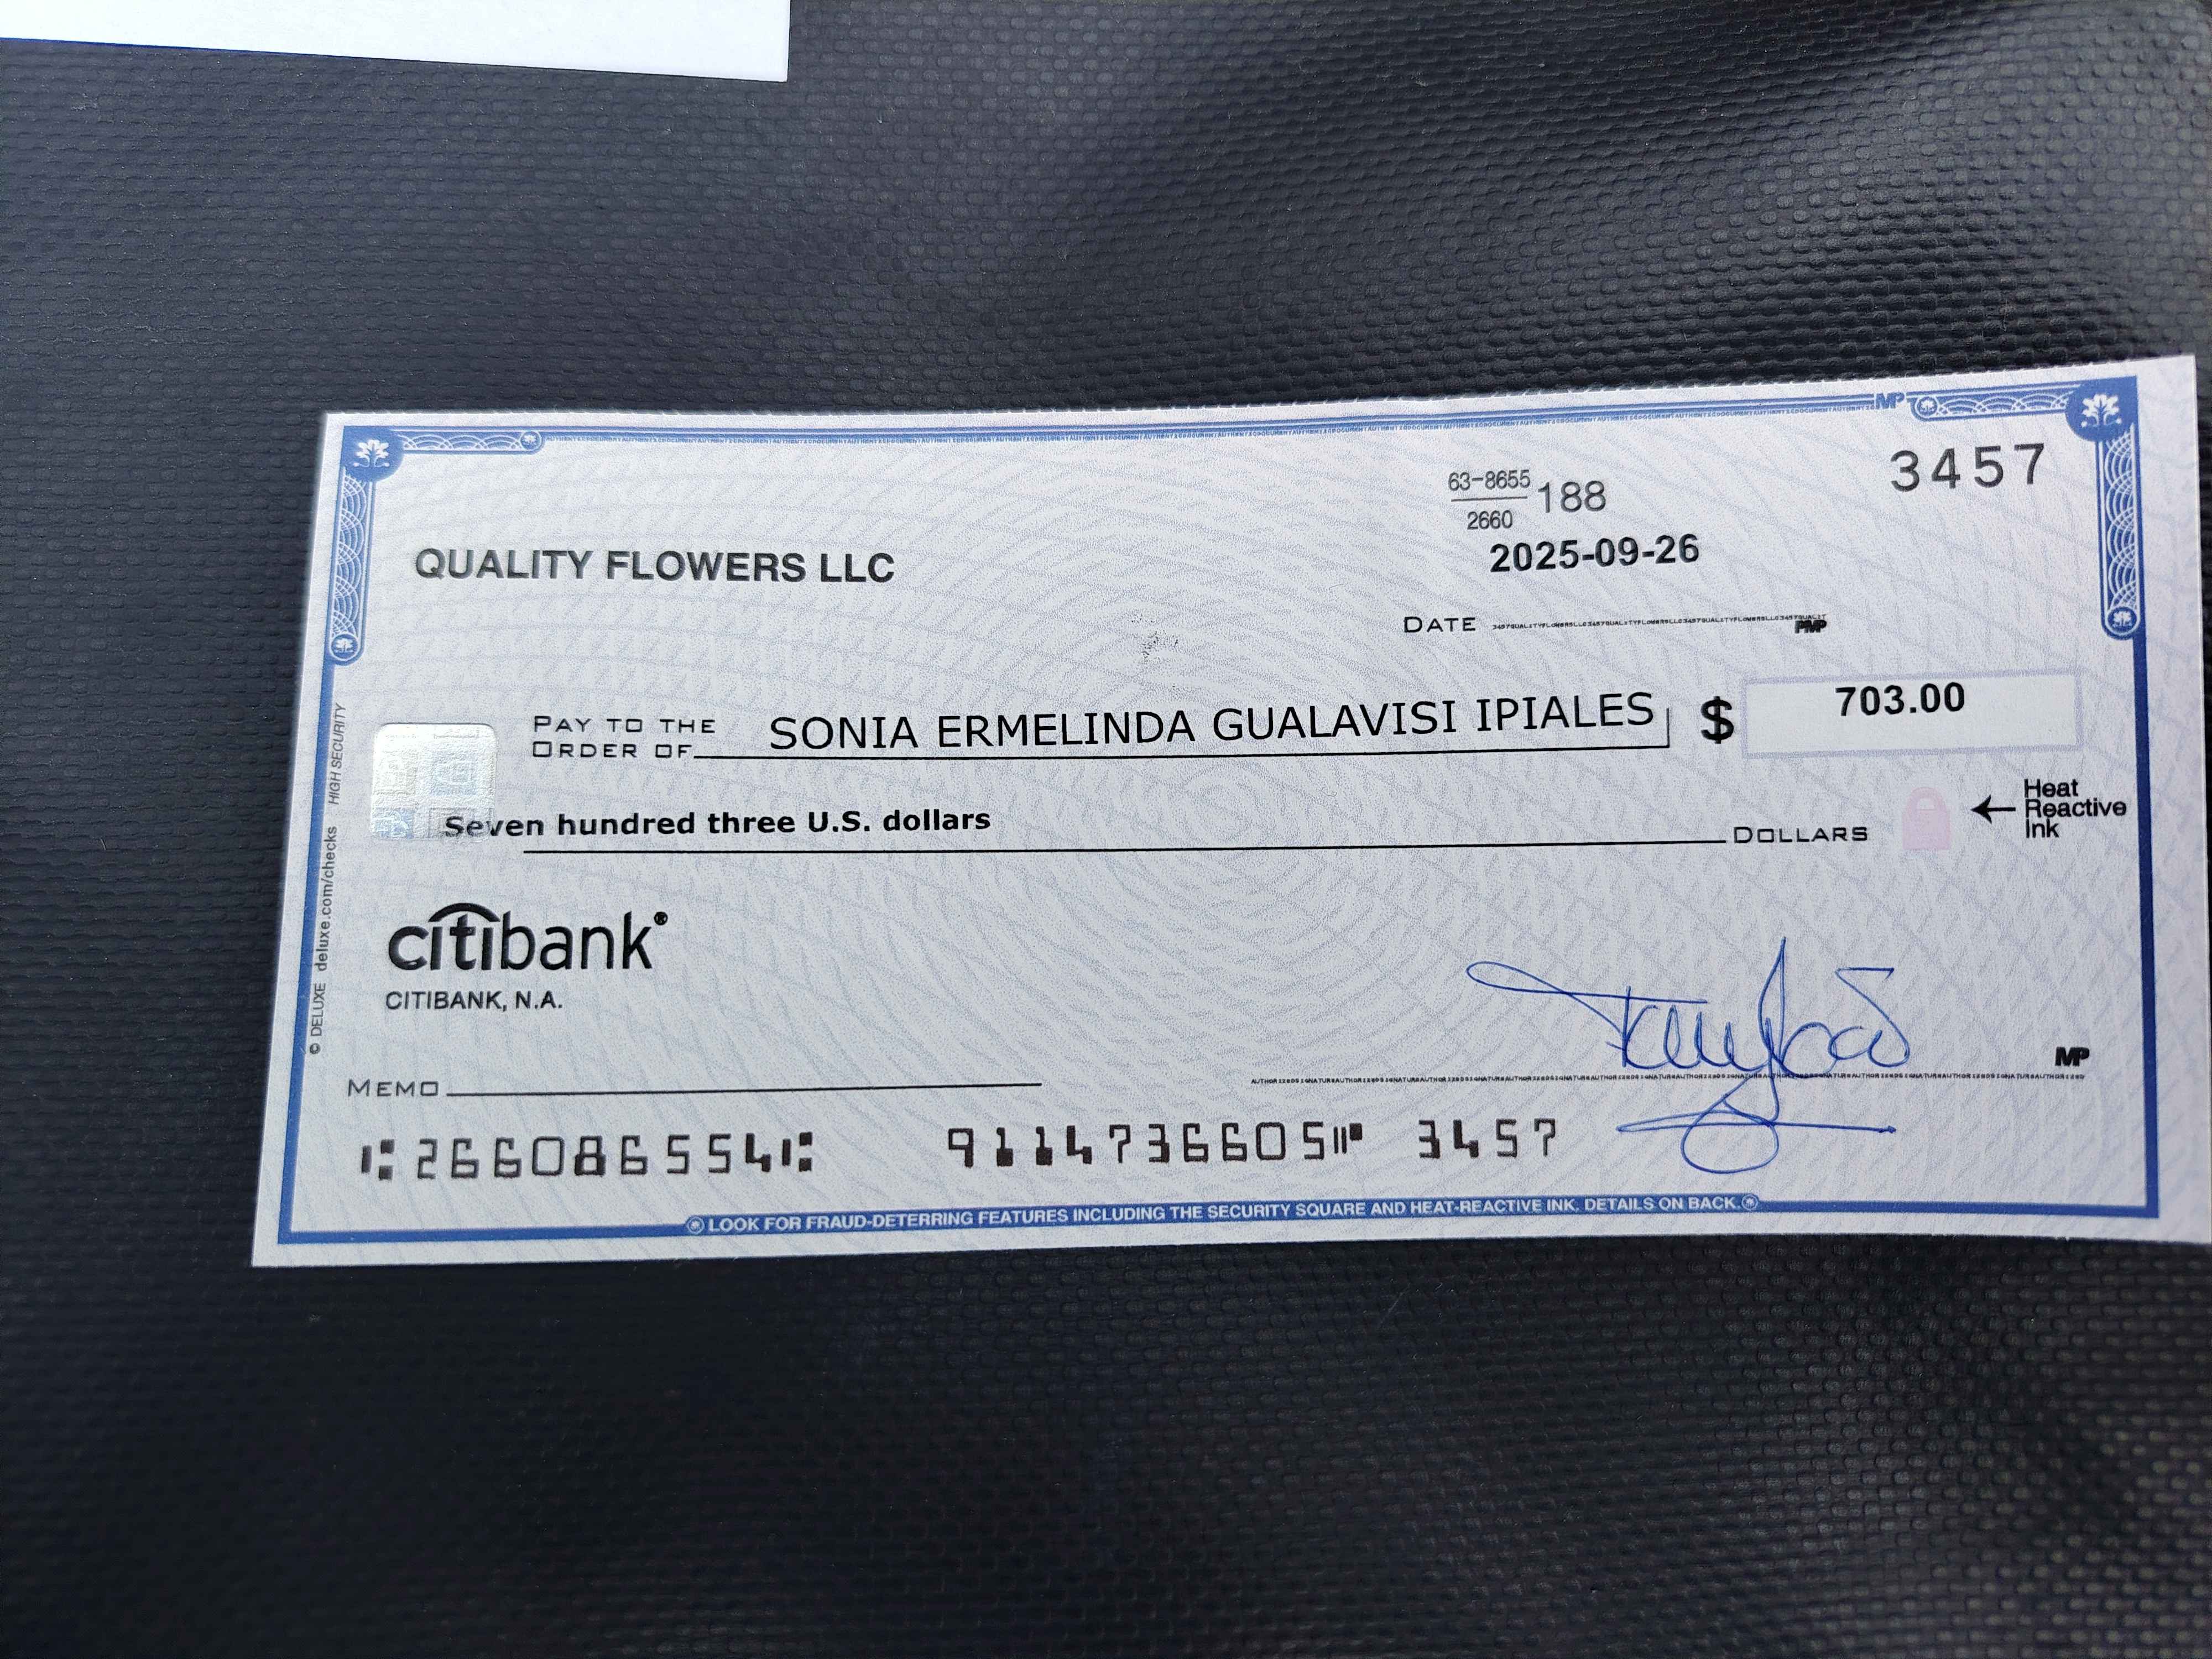 3457
63-8655
2660
188
2025-09-26
QUALITY FLOWERS LLC
DATE
PAY TO THE
ORDER OF
SONIA ERMELINDA GUALAVISI IPIALES
$
703.00
Seven hundred three U.S. dollars
DOLLARS
Heat
Reactive
Ink
citibank®
CITIBANK, N.A.
MP
MEMO
⑆266086554⑆ 9114736605⑈ 3457
LOOK FOR FRAUD-DETERRING FEATURES INCLUDING THE SECURITY SQUARE AND HEAT-REACTIVE INK. DETAILS ON BACK.
© DELUXE deluxe.com/checks HIGH SECURITY